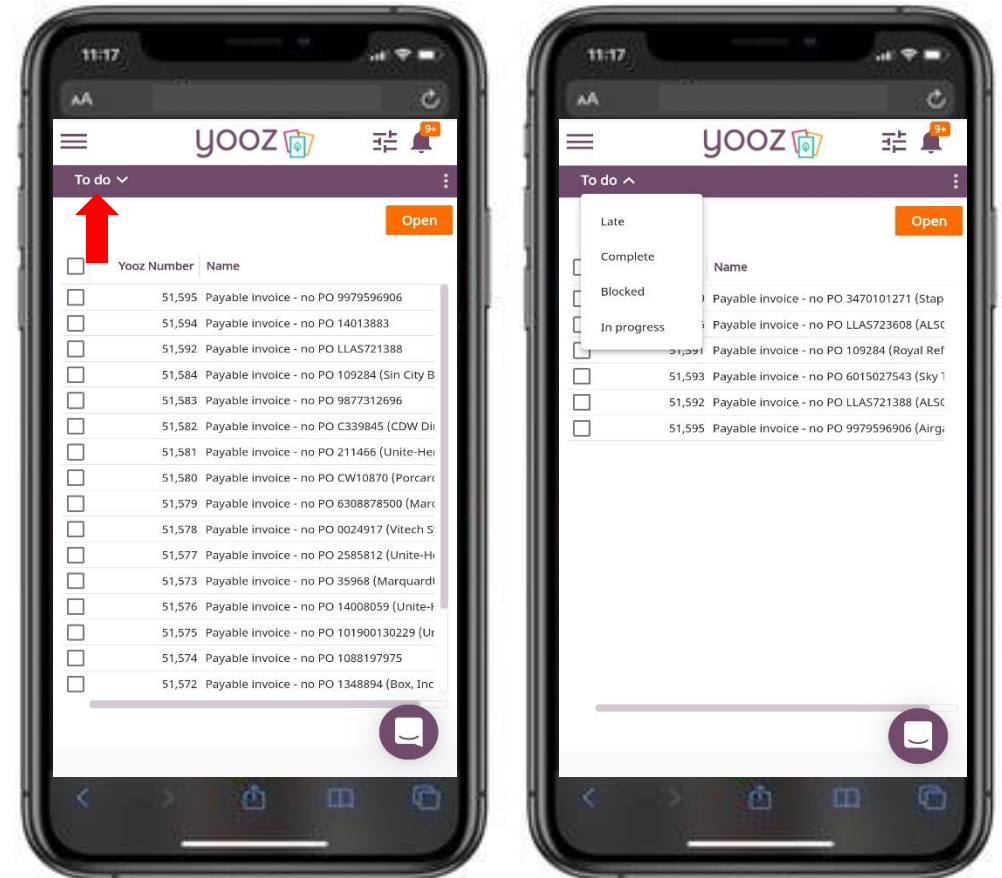 11:17
AA
yooz
9+
To do
Open
Yooz Number Name
51,595 Payable invoice - no PO 9979596906
51,594 Payable invoice - no PO 14013883
51,592 Payable invoice - no PO LLAS721388
51,584 Payable invoice - no PO 109284 (Sin City B
51,583 Payable invoice - no PO 9877312696
51,582 Payable invoice - no PO C339845 (CDW Di
51,581 Payable invoice - no PO 211466 (Unite-He
51,580 Payable invoice - no PO CW10870 (Porcar
51,579 Payable invoice - no PO 6308878500 (Mar
51,578 Payable invoice - no PO 0024917 (Vitech S
51,577 Payable invoice - no PO 2585812 (Unite-H
51,573 Payable invoice - no PO 35968 (Marquardt
51,576 Payable invoice - no PO 14008059 (Unite-H
51,575 Payable invoice - no PO 101900130229 (Un
51,574 Payable invoice - no PO 1088197975
51,572 Payable invoice - no PO 1348894 (Box, Inc
11:17
AA
yooz
9+
To do
Open
Late
Complete
Blocked
In progress
Name
Payable invoice - no PO 3470101271 (Stap
Payable invoice - no PO LLAS723608 (ALSC
51,591 Payable invoice - no PO 109284 (Royal Ref
51,593 Payable invoice - no PO 6015027543 (Sky T
51,592 Payable invoice - no PO LLAS721388 (ALSC
51,595 Payable invoice - no PO 9979596906 (Airga